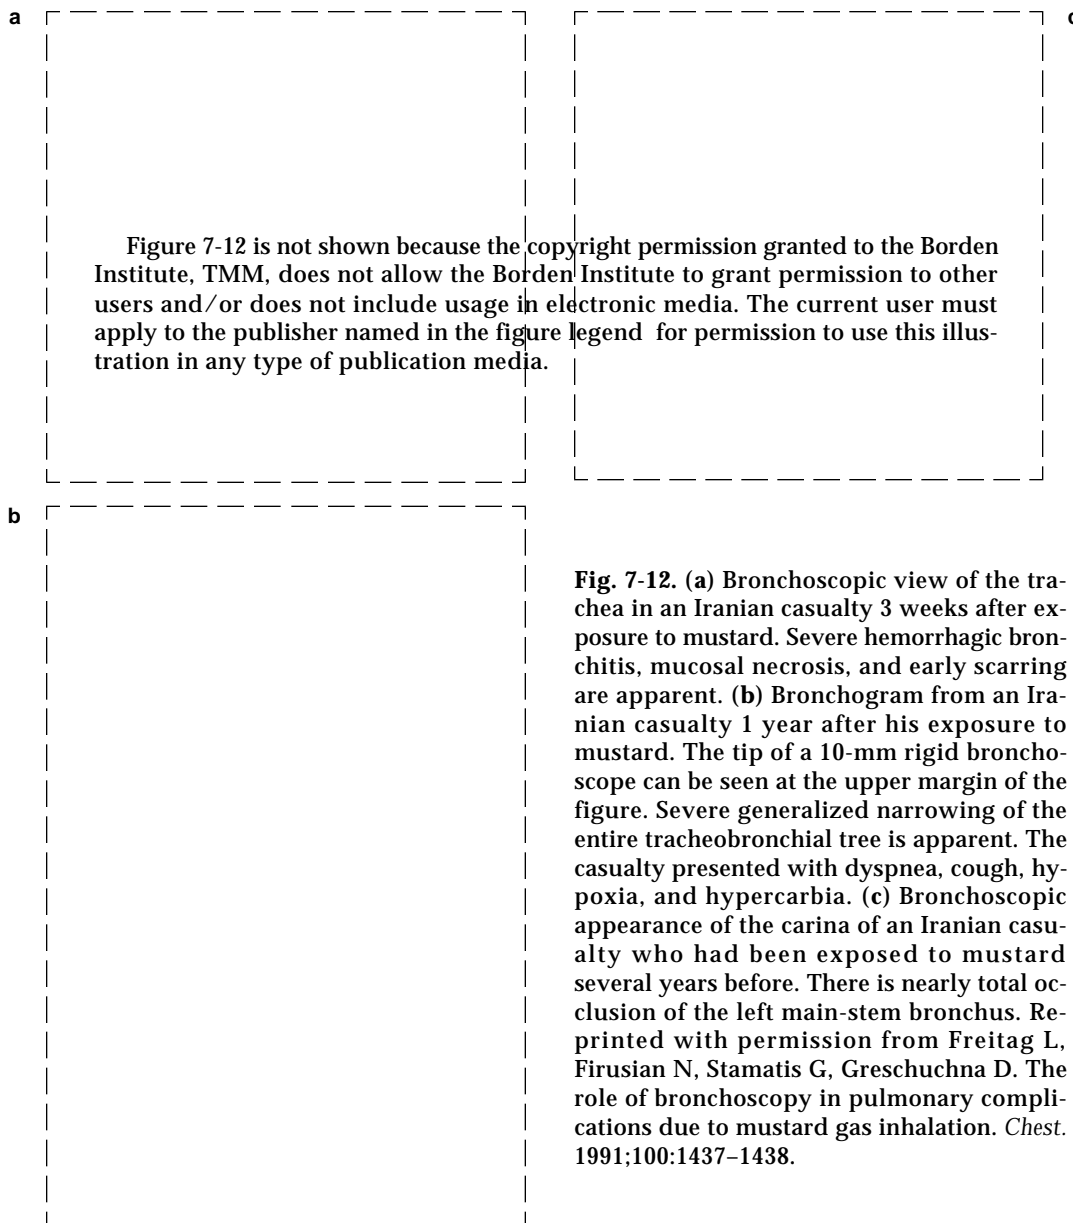 a
c
Figure 7-12 is not shown because the copyright permission granted to the Borden
Institute, TMM, does not allow the Borden Institute to grant permission to other
users and/or does not include usage in electronic media. The current user must
apply to the publisher named in the figure legend for permission to use this illus-
tration in any type of publication media.
b
Fig. 7-12. (a) Bronchoscopic view of the tra-
chea in an Iranian casualty 3 weeks after ex-
posure to mustard. Severe hemorrhagic bron-
chitis, mucosal necrosis, and early scarring
are apparent. (b) Bronchogram from an Ira-
nian casualty 1 year after his exposure to
mustard. The tip of a 10-mm rigid broncho-
scope can be seen at the upper margin of the
figure. Severe generalized narrowing of the
entire tracheobronchial tree is apparent. The
casualty presented with dyspnea, cough, hy-
poxia, and hypercarbia. (c) Bronchoscopic
appearance of the carina of an Iranian casu-
alty who had been exposed to mustard
several years before. There is nearly total oc-
clusion of the left main-stem bronchus. Re-
printed with permission from Freitag L,
Firusian N, Stamatis G, Greschuchna D. The
role of bronchoscopy in pulmonary compli-
cations due to mustard gas inhalation. Chest.
1991;100:1437–1438.